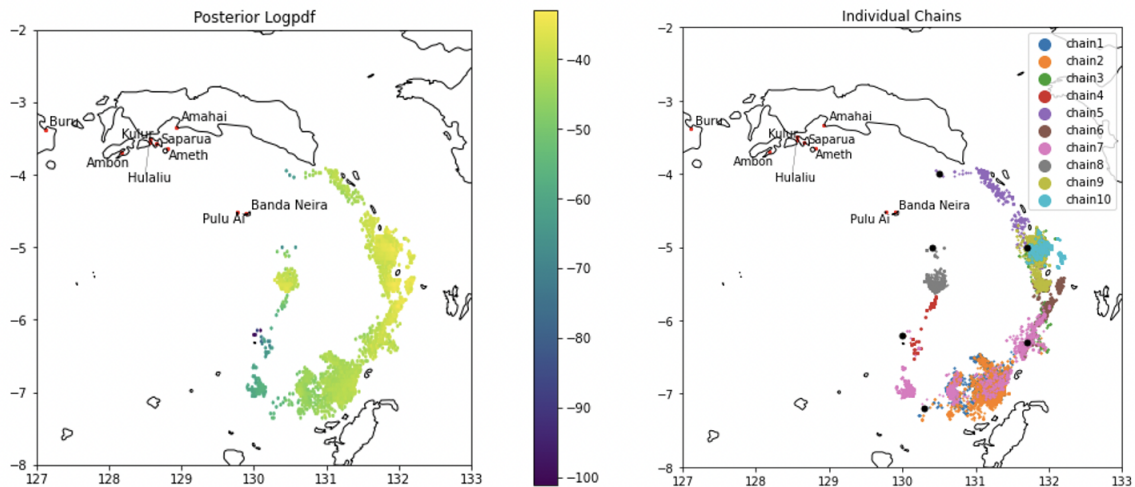 Posterior Logpdf
−2
−3
−4
−5
−6
−7
−8
127
128
129
130
131
132
133
Buru
Kulur
Amahai
Saparua
Ameth
Ambon
Hulaliu
Banda Neira
Pulu Ai
−40
−50
−60
−70
−80
−90
−100
Individual Chains
−2
−3
−4
−5
−6
−7
−8
127
128
129
130
131
132
133
Buru
Kulur
Amahai
Saparua
Ameth
Ambon
Hulaliu
Banda Neira
Pulu Ai
chain1
chain2
chain3
chain4
chain5
chain6
chain7
chain8
chain9
chain10